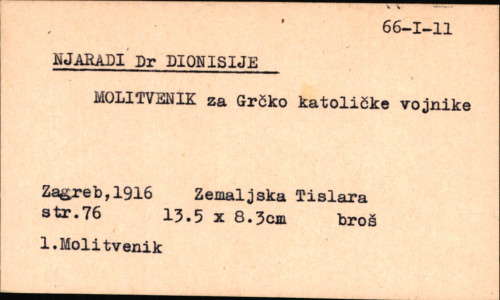 66-I-11
NJARADI Dr DIONISIJE
MOLITVENIK za Grčko katoličke vojnike
Zagreb,1916 Zemaljska Tislara
str.76 13.5 x 8.3cm broš
1.Molitvenik